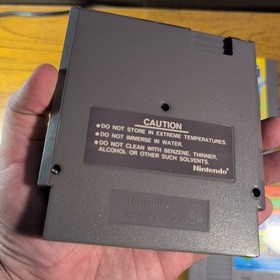 CAUTION
•DO NOT STORE IN EXTREME TEMPERATURES.
•DO NOT IMMERSE IN WATER.
•DO NOT CLEAN WITH BENZENE, THINNER,
ALCOHOL OR OTHER SUCH SOLVENTS.
Nintendo